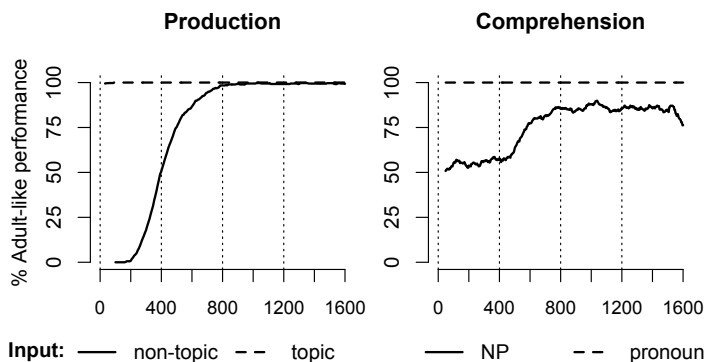 Production Comprehension
% Adult-like performance
100 100
75 75
50 50
25 25
0 0
0 400 800 1200 1600 0 400 800 1200 1600
Input: non-topic topic NP pronoun